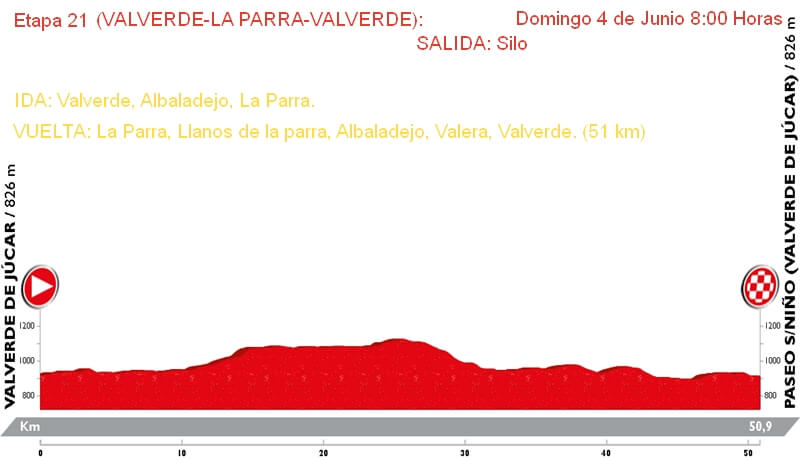 Etapa 21 (VALVERDE-LA PARRA-VALVERDE): Domingo 4 de Junio 8:00 Horas
SALIDA: Silo
IDA: Valverde, Albaladejo, La Parra.
VUELTA: La Parra, Llanos de la parra, Albaladejo, Valera, Valverde. (51 km)
VALVERDE DE JÚCAR / 826 m
PASEO S/NIÑO (VALVERDE DE JÚCAR) / 826 m
1200 1200
1000 1000
800 800
Km 50,9
0 10 20 30 40 50